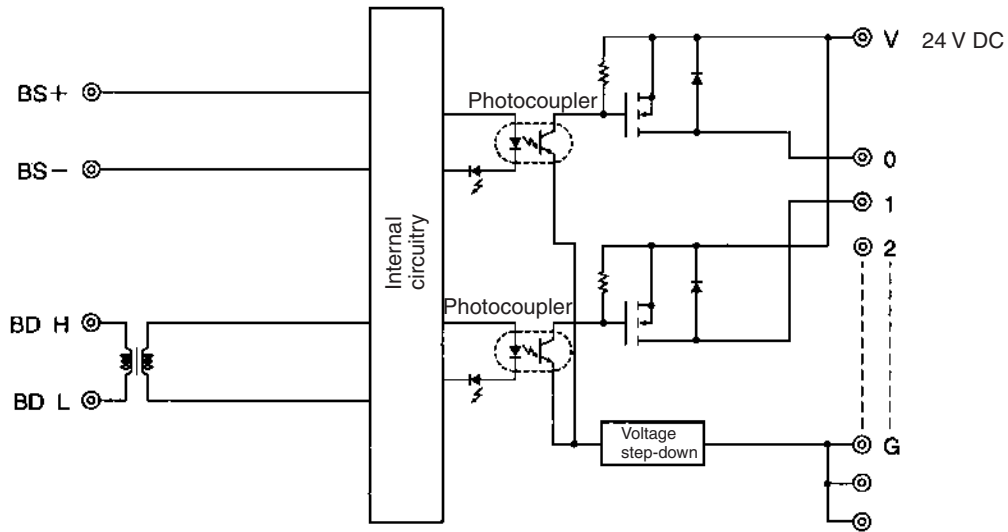 V 24 V DC
BS+
Photocoupler
0
BS-
1
Internal
circuitry
2
Photocoupler
BD H
BD L
Voltage
step-down
G